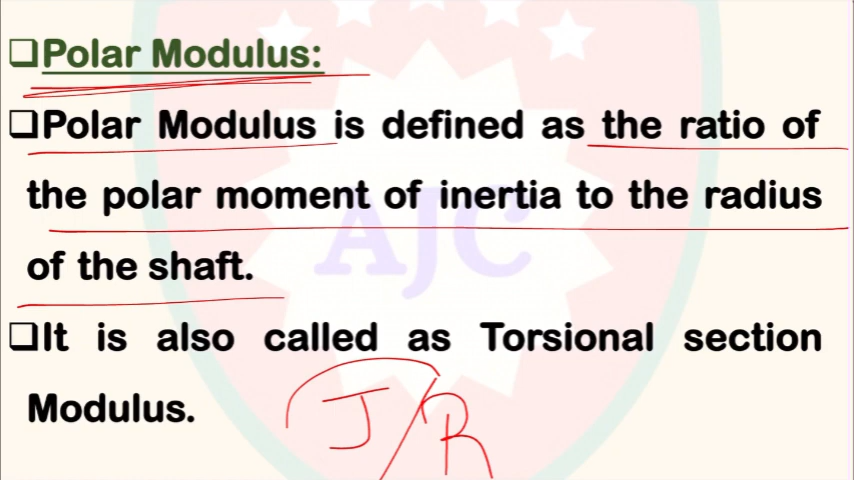 ❑Polar Modulus:
❑Polar Modulus is defined as the ratio of
the polar moment of inertia to the radius
of the shaft.
❑It is also called as Torsional section
Modulus.
J/R
AJC